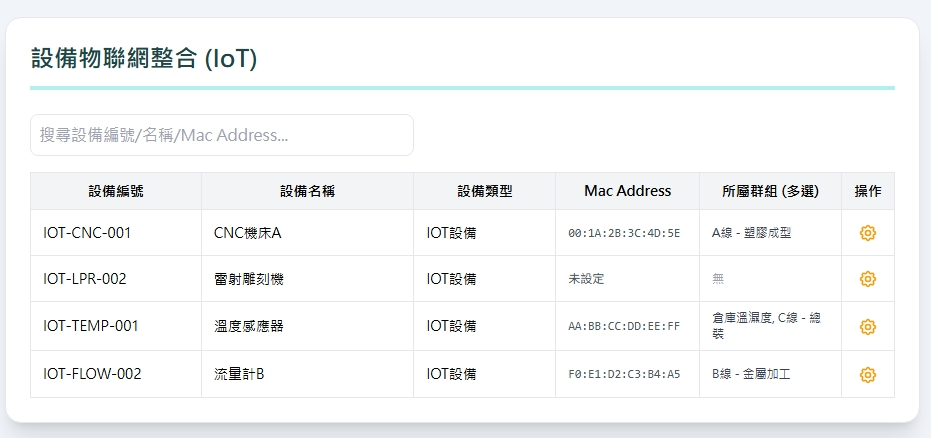 設備物聯網整合 (IoT)
搜尋設備編號/名稱/Mac Address...
設備編號 設備名稱 設備類型 Mac Address 所屬群組 (多選) 操作
IOT-CNC-001 CNC機床A IOT設備 00:1A:2B:3C:4D:5E A線 - 塑膠成型
IOT-LPR-002 雷射雕刻機 IOT設備 未設定 無
IOT-TEMP-001 溫度感應器 IOT設備 AA:BB:CC:DD:EE:FF 倉庫溫濕度, C線 - 總
裝
IOT-FLOW-002 流量計B IOT設備 F0:E1:D2:C3:B4:A5 B線 - 金屬加工